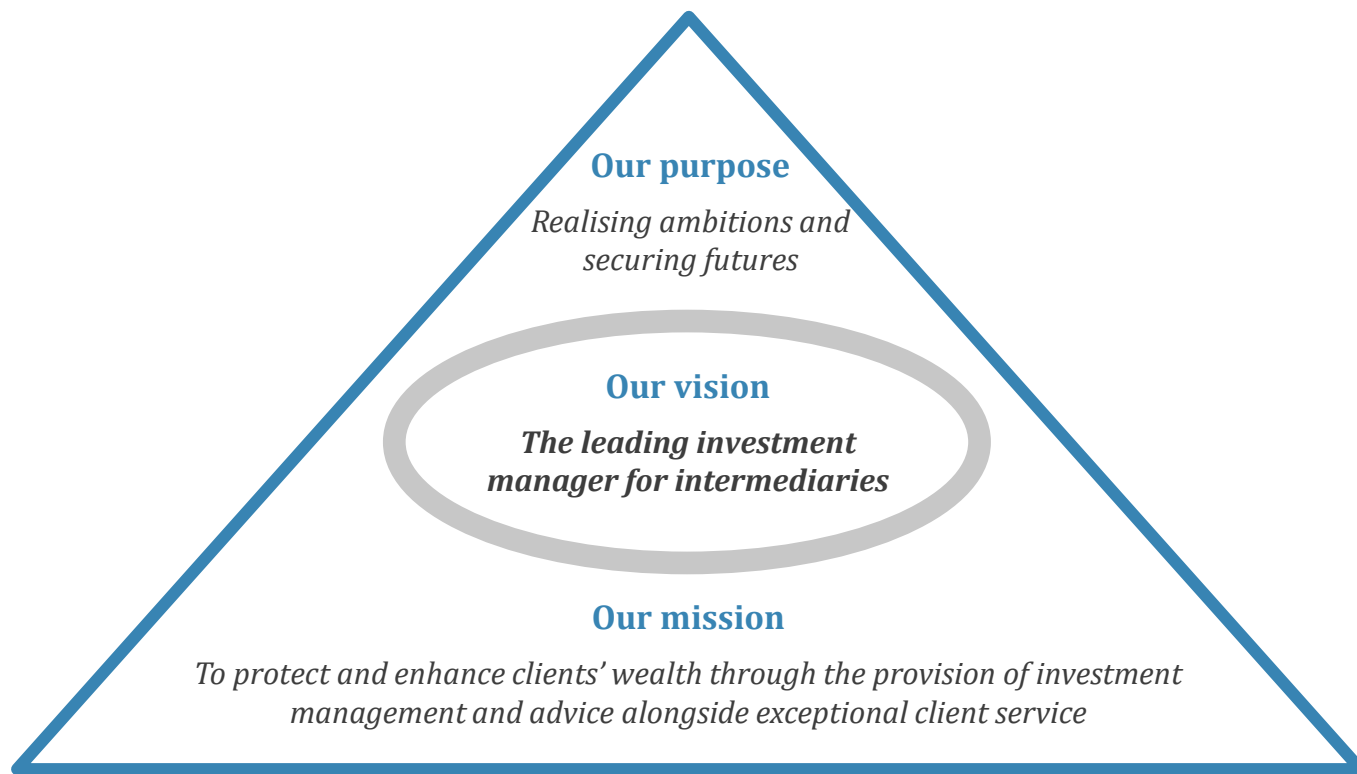 Our purpose
Realising ambitions and
securing futures
Our vision
The leading investment
manager for intermediaries
Our mission
To protect and enhance clients’ wealth through the provision of investment
management and advice alongside exceptional client service